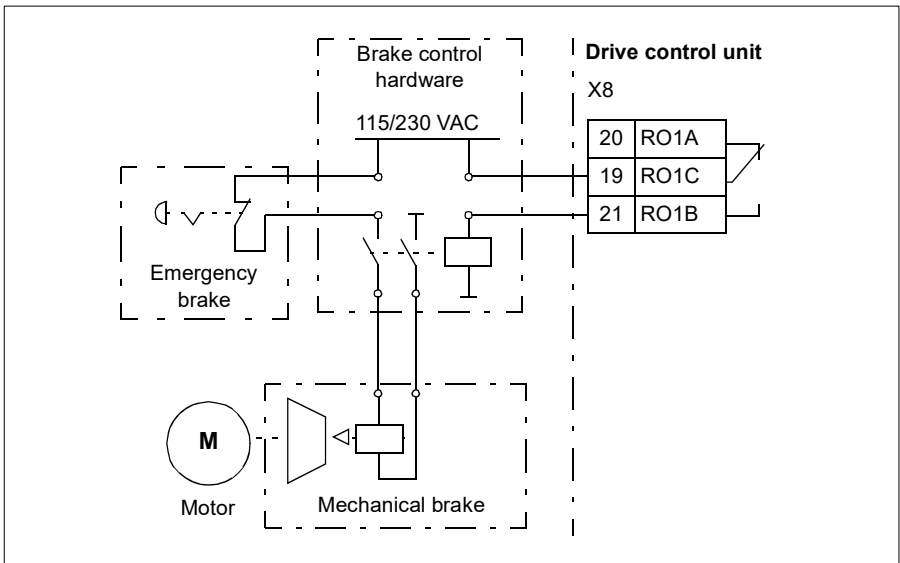 Brake control
hardware
115/230 VAC
Drive control unit
X8
20 RO1A
19 RO1C
21 RO1B
Emergency
brake
M
Motor
Mechanical brake